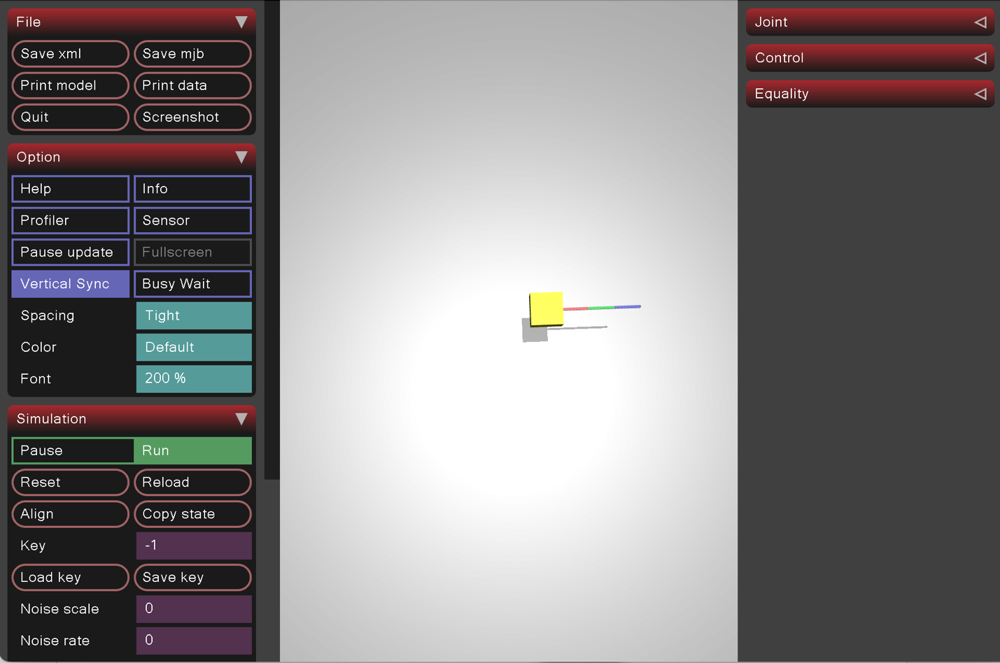 File
Save xml Save mjb
Print model Print data
Quit Screenshot
Option
Help Info
Profiler Sensor
Pause update Fullscreen
Vertical Sync Busy Wait
Spacing Tight
Color Default
Font 200 %
Simulation
Pause Run
Reset Reload
Align Copy state
Key -1
Load key Save key
Noise scale 0
Noise rate 0
Joint
Control
Equality